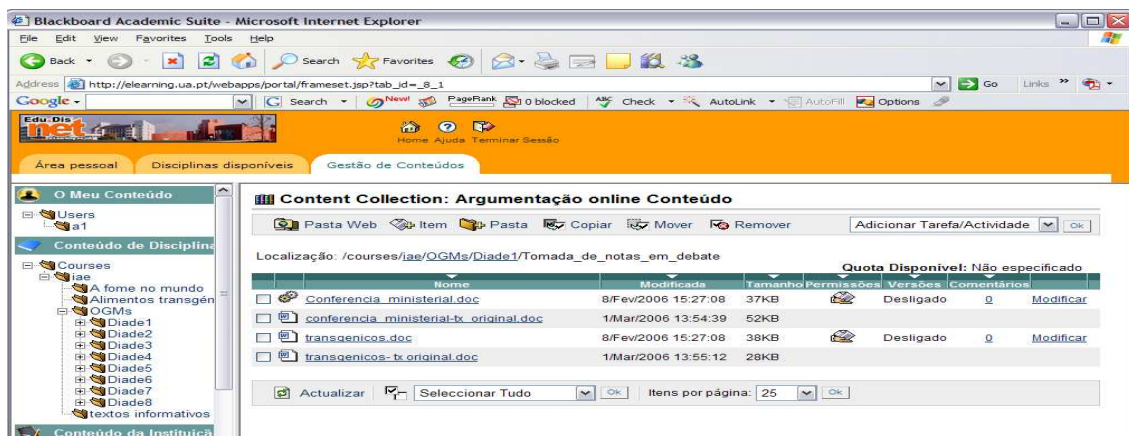 Blackboard Academic Suite - Microsoft Internet Explorer
File Edit View Favorites Tools Help
Back Search Favorites
Address http://elearning.ua.pt/webapps/portal/frameset.jsp?tab_id=_8_1 Go Links »
Google G Search New! PageRank 0 blocked ABC Check AutoLink AutoFill Options
Edu.Dis
net
Home Ajuda Terminar Sessão
Área pessoal Disciplinas disponíveis Gestão de Conteúdos
O Meu Conteúdo
Users
a1
Conteúdo de Disciplina
Courses
iae
A fome no mundo
Alimentos transgén
OGMs
Diade1
Diade2
Diade3
Diade4
Diade5
Diade6
Diade7
Diade8
textos informativos
Conteúdo da Instituiçã
Content Collection: Argumentação online Conteúdo
Pasta Web Item Pasta Copiar Mover Remover Adicionar Tarefa/Actividade Ok
Localização: /courses/iae/OGMs/Diade1/Tomada_de_notas_em_debate
Quota Disponível: Não especificado
Nome Modificada Tamanho Permissões Versões Comentários
Conferencia_ministerial.doc 8/Fev/2006 15:27:08 37KB Desligado 0 Modificar
conferencia_ministerial-tx_original.doc 1/Mar/2006 13:54:39 52KB
transgenicos.doc 8/Fev/2006 15:27:08 38KB Desligado 0 Modificar
transgenicos- tx original.doc 1/Mar/2006 13:55:12 28KB
Actualizar Seleccionar Tudo Ok Itens por página: 25 Ok